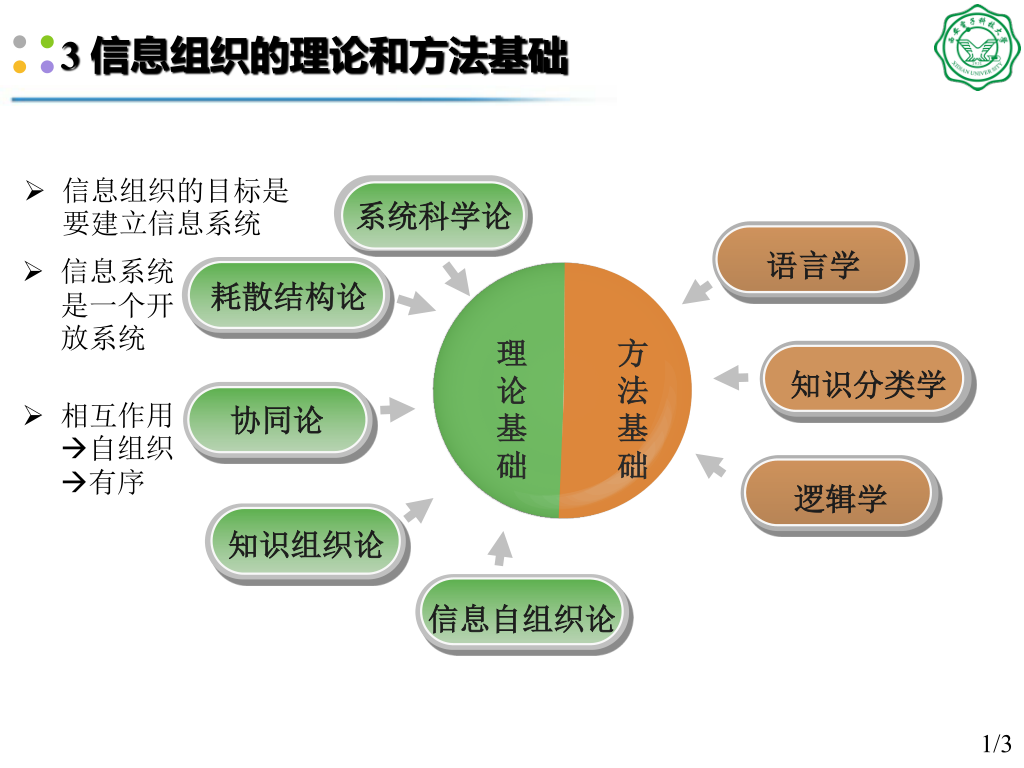 3 信息组织的理论和方法基础
信息组织的目标是
要建立信息系统
信息系统
是一个开
放系统
相互作用
→自组织
→有序
系统科学论
耗散结构论
协同论
知识组织论
信息自组织论
理
论
基
础
方
法
基
础
语言学
知识分类学
逻辑学
XIDIAN UNIVERSITY
1/3